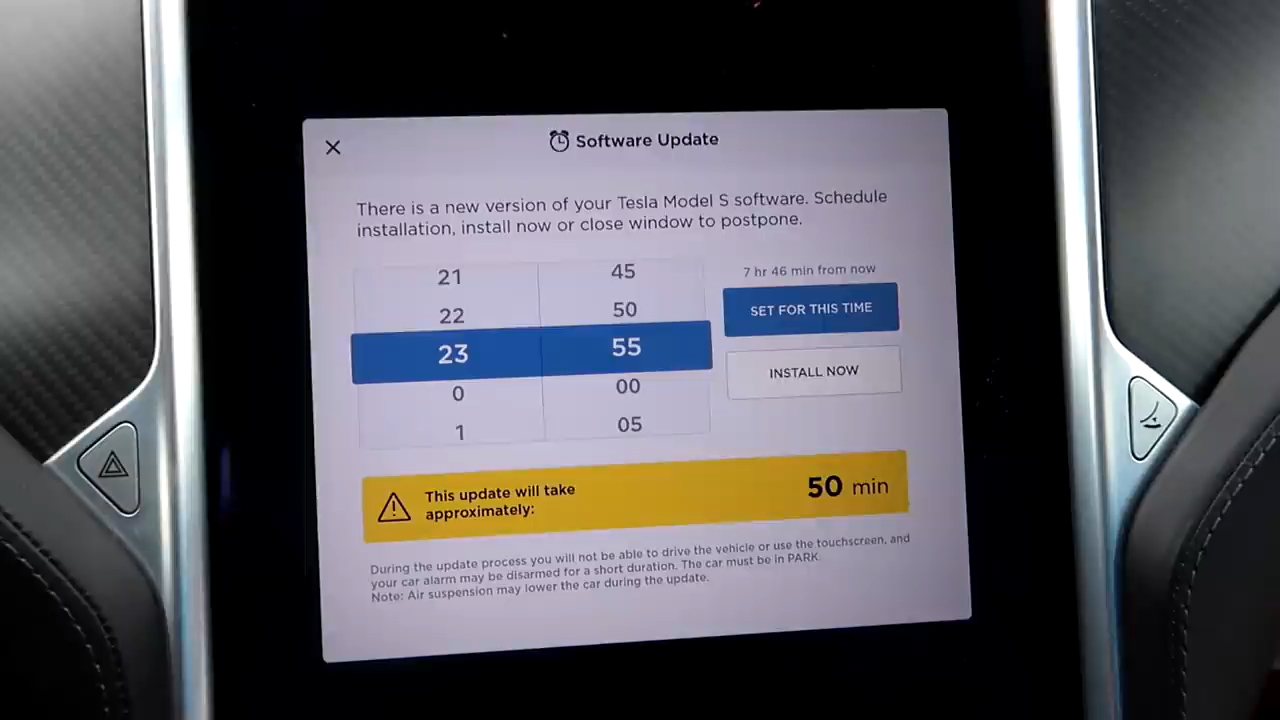 Software Update
There is a new version of your Tesla Model S software. Schedule
installation, install now or close window to postpone.
21 45
22 50
23 55
0 00
1 05
7 hr 46 min from now
SET FOR THIS TIME
INSTALL NOW
This update will take
approximately:
50 min
During the update process you will not be able to drive the vehicle or use the touchscreen, and
your car alarm may be disarmed for a short duration. The car must be in PARK.
Note: Air suspension may lower the car during the update.